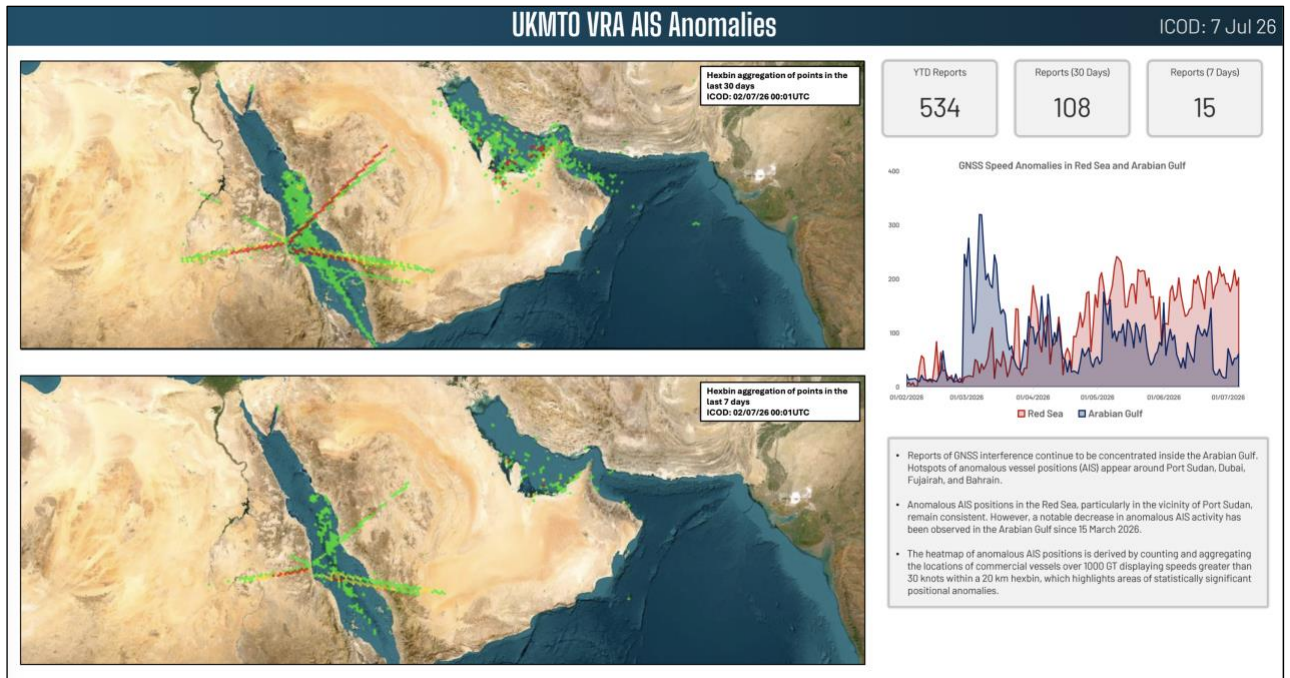 UKMTO VRA AIS Anomalies
ICOD: 7 Jul 26
Hexbin aggregation of points in the
last 30 days
ICOD: 02/07/26 00:01UTC
Hexbin aggregation of points in the
last 7 days
ICOD: 02/07/26 00:01UTC
YTD Reports
534
Reports (30 Days)
108
Reports (7 Days)
15
GNSS Speed Anomalies in Red Sea and Arabian Gulf
400
300
200
100
0
01/02/2026
01/03/2026
01/04/2026
01/05/2026
01/06/2026
01/07/2026
Red Sea
Arabian Gulf
• Reports of GNSS interference continue to be concentrated inside the Arabian Gulf.
Hotspots of anomalous vessel positions (AIS) appear around Port Sudan, Dubai,
Fujairah, and Bahrain.
• Anomalous AIS positions in the Red Sea, particularly in the vicinity of Port Sudan,
remain consistent. However, a notable decrease in anomalous AIS activity has
been observed in the Arabian Gulf since 15 March 2026.
• The heatmap of anomalous AIS positions is derived by counting and aggregating
the locations of commercial vessels over 1000 GT displaying speeds greater than
30 knots within a 20 km hexbin, which highlights areas of statistically significant
positional anomalies.